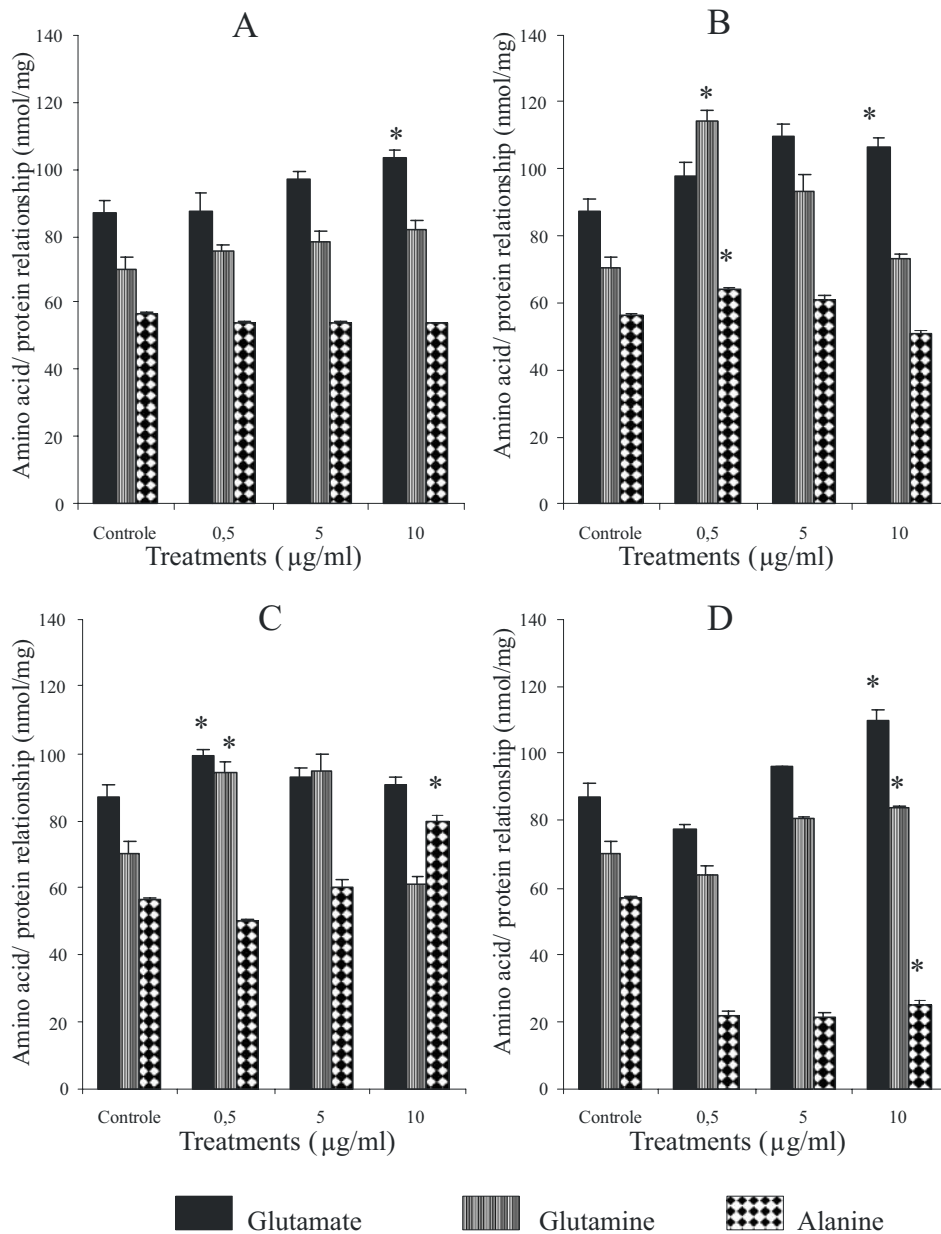 A
Amino acid/ protein relationship (nmol/mg)
140
120
100
80
60
40
20
0
*
Controle 0,5 5 10
Treatments (µg/ml)
B
Amino acid/ protein relationship (nmol/mg)
140
120
100
80
60
40
20
0
* * *
Controle 0,5 5 10
Treatments (µg/ml)
C
Amino acid/ protein relationship (nmol/mg)
140
120
100
80
60
40
20
0
* * *
Controle 0,5 5 10
Treatments (µg/ml)
D
Amino acid/ protein relationship (nmol/mg)
140
120
100
80
60
40
20
0
* * *
Controle 0,5 5 10
Treatments (µg/ml)
Glutamate Glutamine Alanine